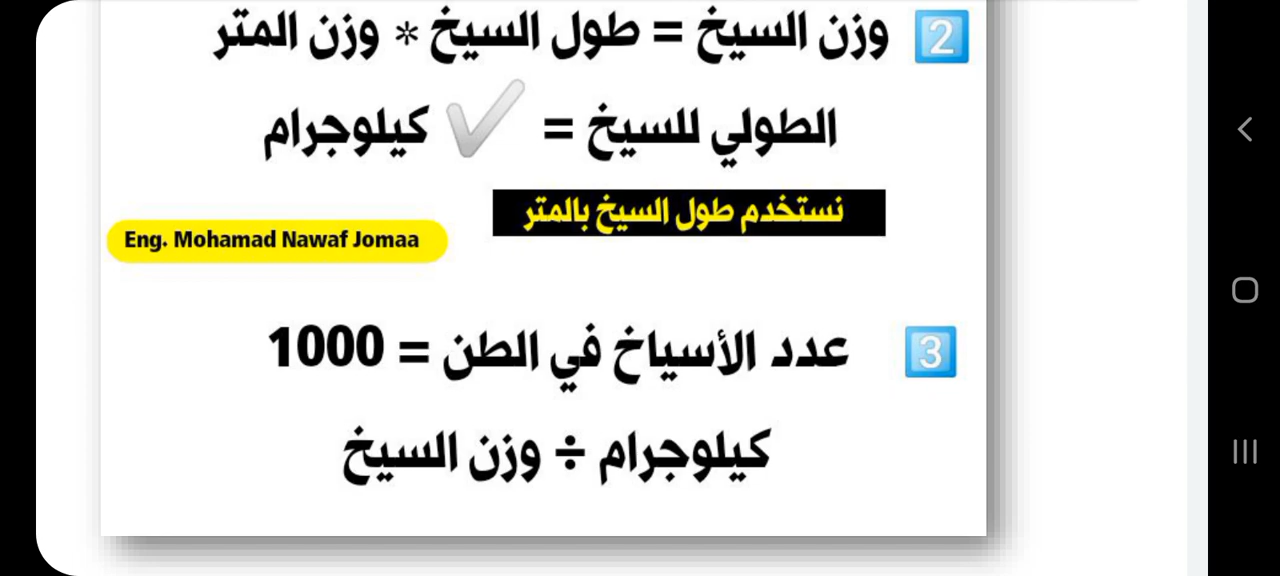 2 وزن السيخ = طول السيخ * وزن المتر
الطولي للسيخ = ✔ كيلوجرام
نستخدم طول السيخ بالمتر
Eng. Mohamad Nawaf Jomaa
3 عدد الأسياخ في الطن = 1000
كيلوجرام ÷ وزن السيخ